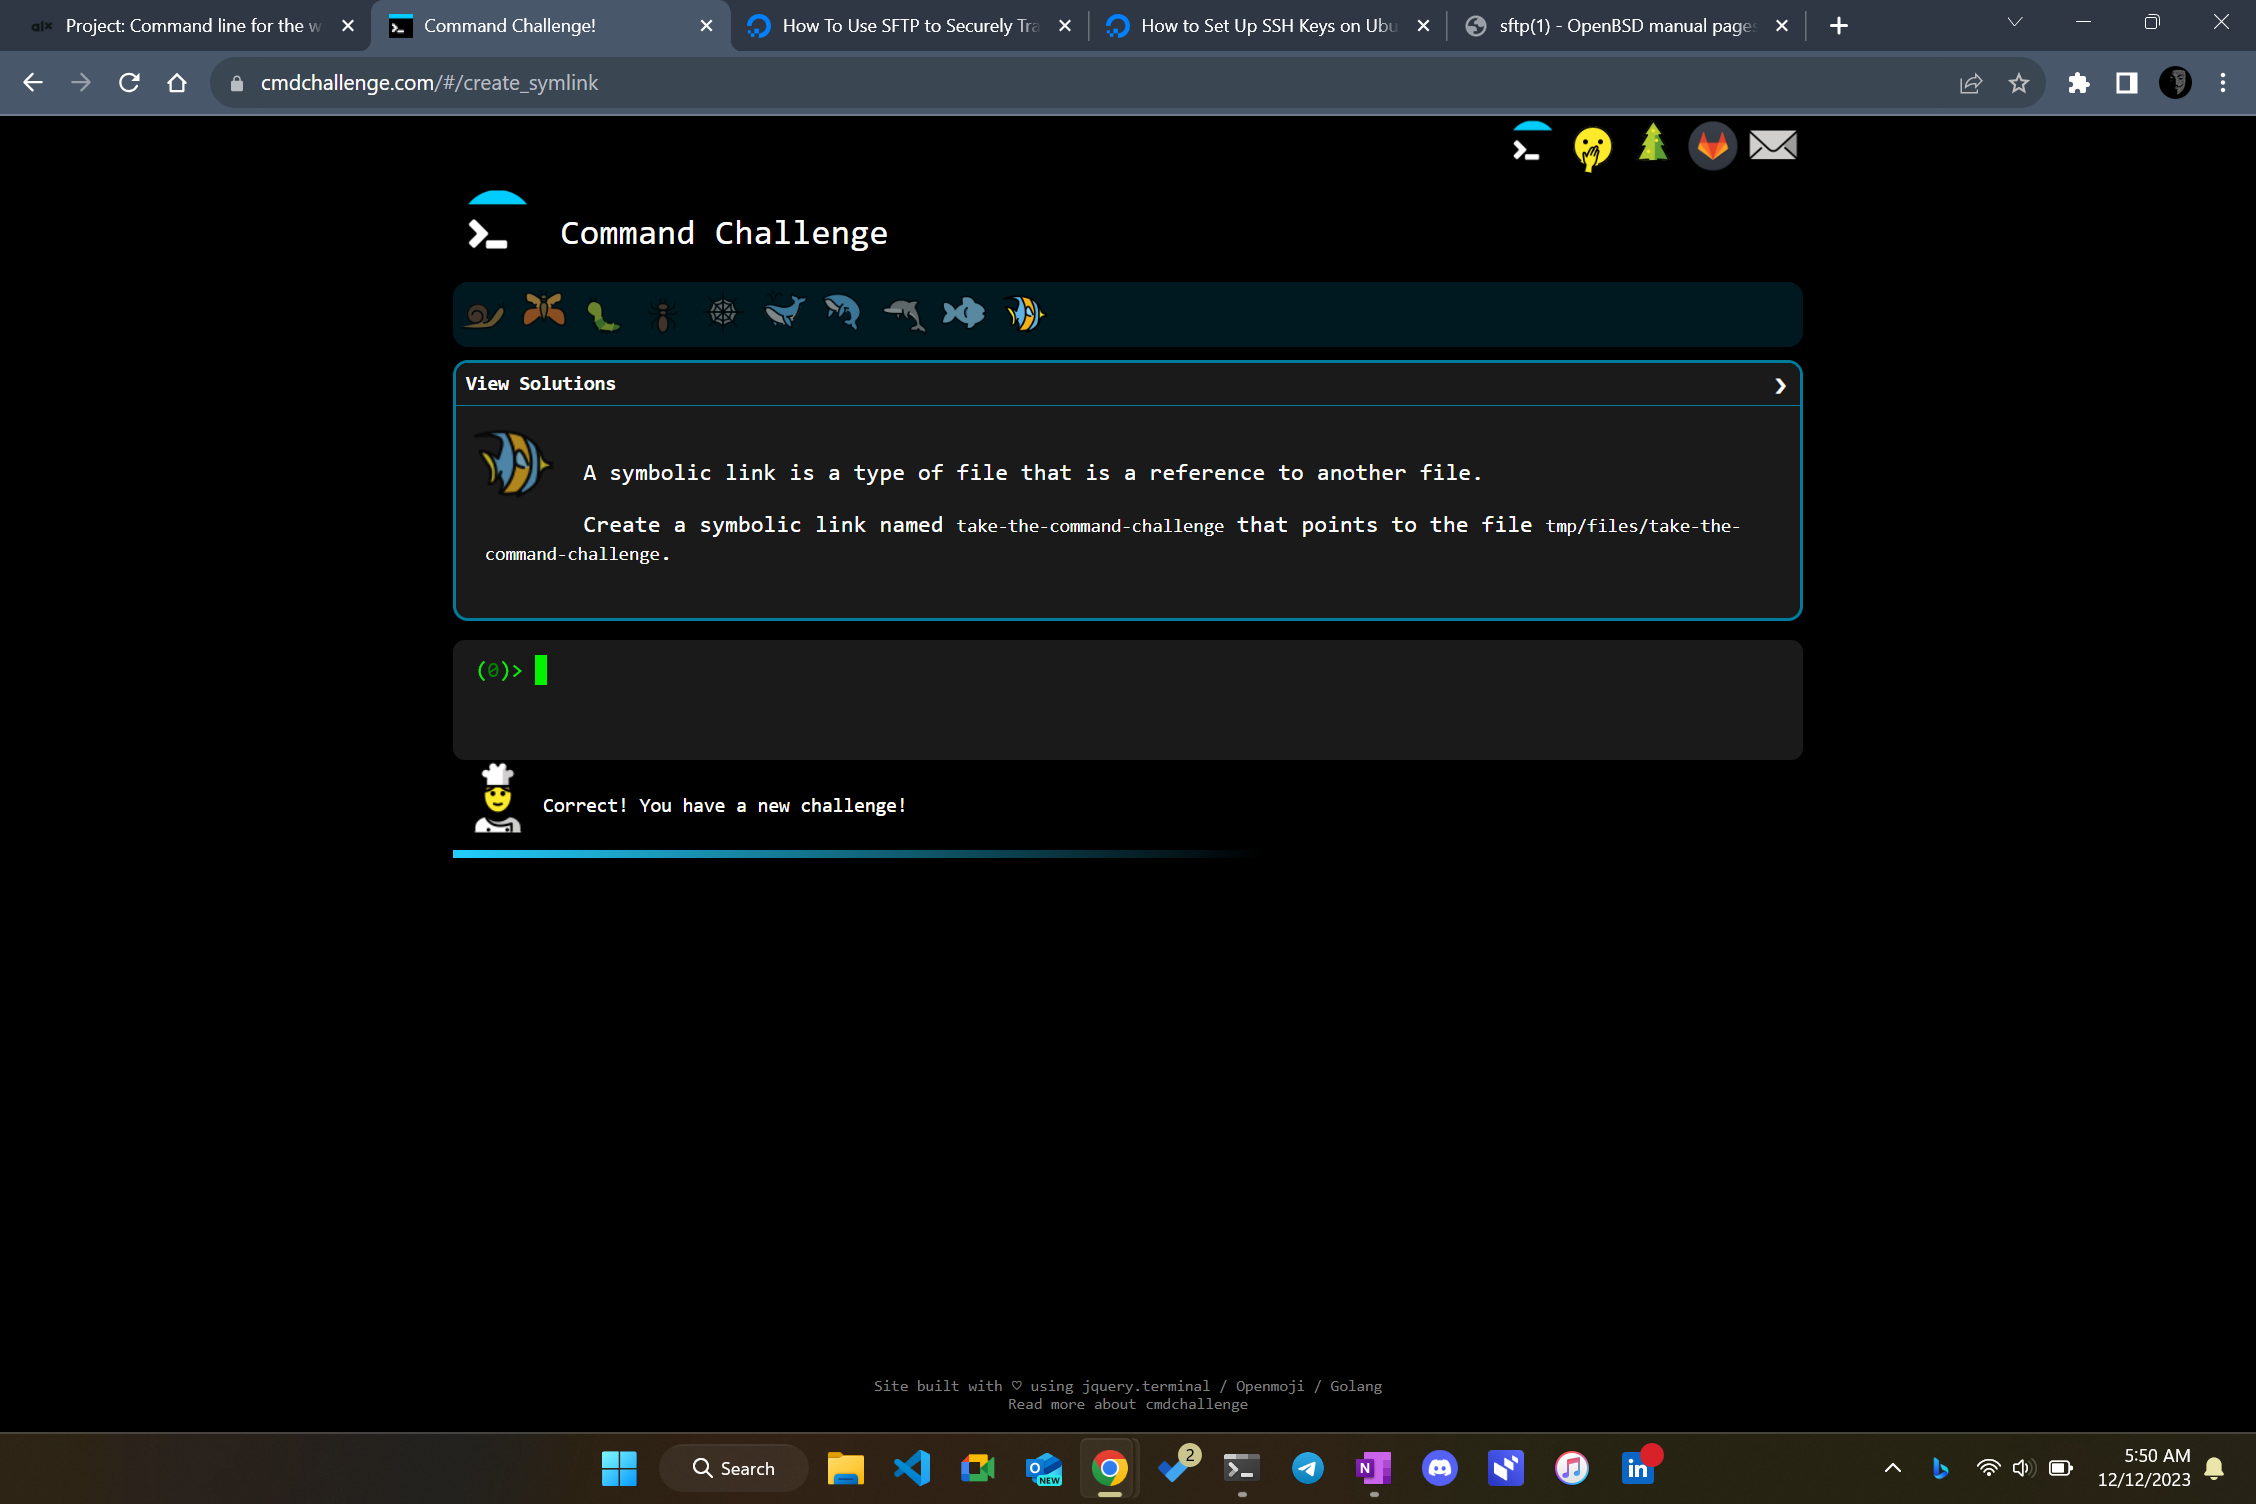 Project: Command line for the w
Command Challenge!
How To Use SFTP to Securely Tra
How to Set Up SSH Keys on Ubu
sftp(1) - OpenBSD manual pages
cmdchallenge.com/#/create_symlink
Command Challenge
View Solutions
A symbolic link is a type of file that is a reference to another file.
Create a symbolic link named take-the-command-challenge that points to the file tmp/files/take-the-
command-challenge.
(0)>
Correct! You have a new challenge!
Site built with ♡ using jquery.terminal / Openmoji / Golang
Read more about cmdchallenge
Search
NEW
2
N
in
5:50 AM
12/12/2023